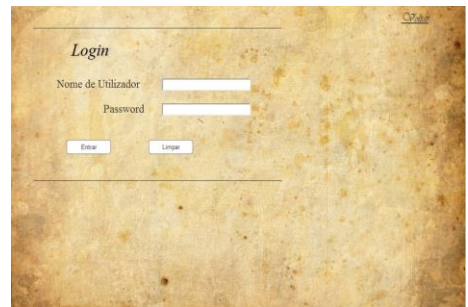 Voltar
Login
Nome de Utilizador
Password
Entrar
Limpar